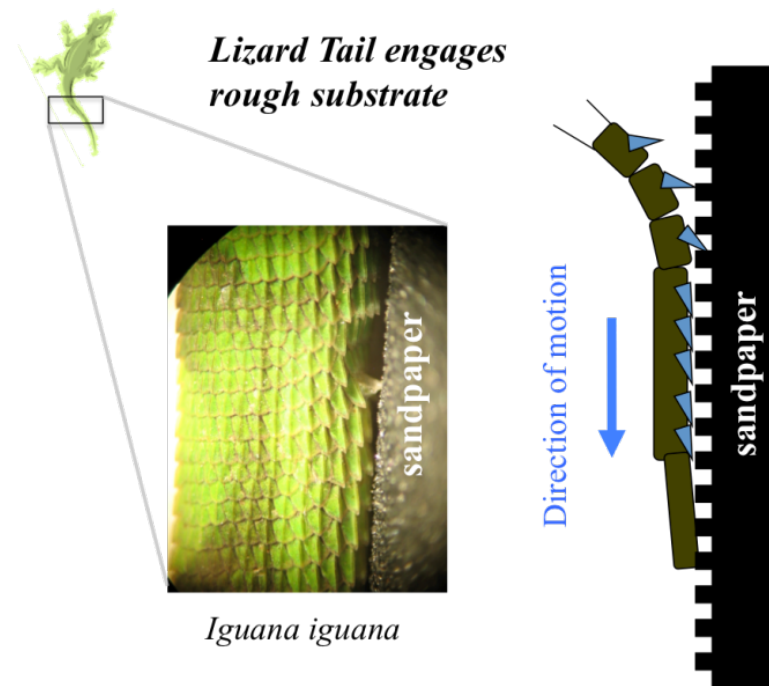 Lizard Tail engages
rough substrate
sandpaper
Iguana iguana
Direction of motion
sandpaper